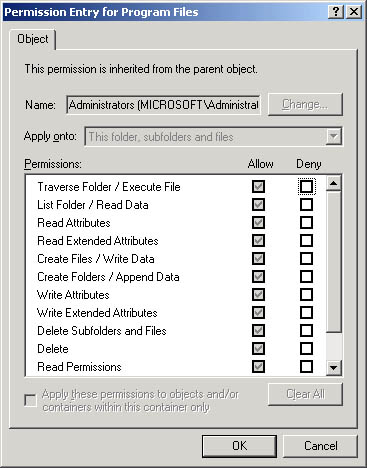 Permission Entry for Program Files
Object
This permission is inherited from the parent object.
Name: Administrators (MICROSOFT\Administrat Change...
Apply onto: This folder, subfolders and files
Permissions: Allow Deny
Traverse Folder / Execute File
List Folder / Read Data
Read Attributes
Read Extended Attributes
Create Files / Write Data
Create Folders / Append Data
Write Attributes
Write Extended Attributes
Delete Subfolders and Files
Delete
Read Permissions
Apply these permissions to objects and/or
containers within this container only
Clear All
OK Cancel